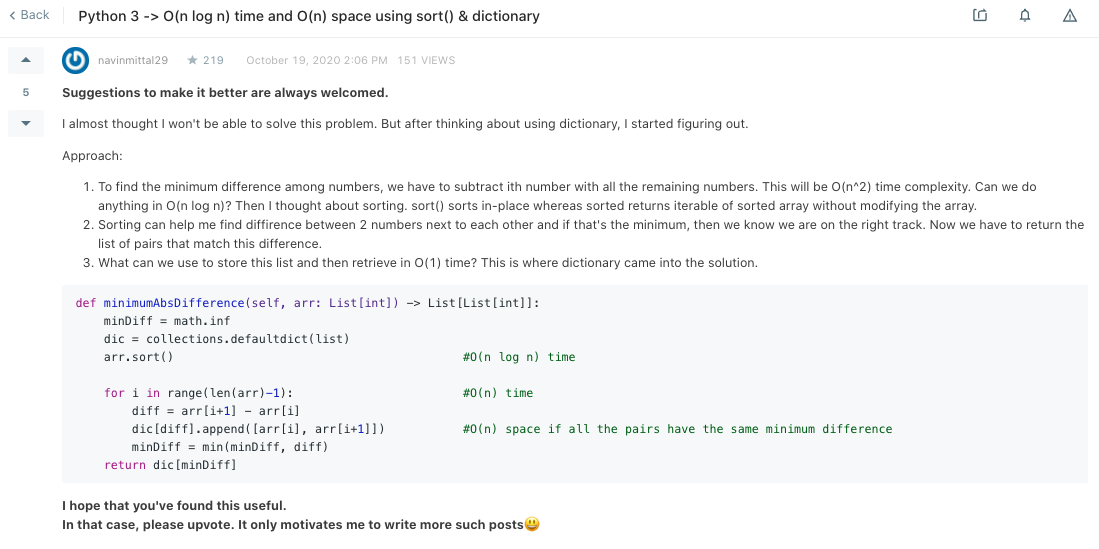 Back
Python 3 -> O(n log n) time and O(n) space using sort() & dictionary
navinmittal29 ★ 219 October 19, 2020 2:06 PM 151 VIEWS
5
Suggestions to make it better are always welcomed.
I almost thought I won't be able to solve this problem. But after thinking about using dictionary, I started figuring out.
Approach:
1. To find the minimum difference among numbers, we have to subtract ith number with all the remaining numbers. This will be O(n^2) time complexity. Can we do
anything in O(n log n)? Then I thought about sorting. sort() sorts in-place whereas sorted returns iterable of sorted array without modifying the array.
2. Sorting can help me find diffirence between 2 numbers next to each other and if that's the minimum, then we know we are on the right track. Now we have to return the
list of pairs that match this difference.
3. What can we use to store this list and then retrieve in O(1) time? This is where dictionary came into the solution.
def minimumAbsDifference(self, arr: List[int]) -> List[List[int]]:
    minDiff = math.inf
    dic = collections.defaultdict(list)
    arr.sort() #O(n log n) time
    for i in range(len(arr)-1): #O(n) time
        diff = arr[i+1] - arr[i]
        dic[diff].append([arr[i], arr[i+1]]) #O(n) space if all the pairs have the same minimum difference
        minDiff = min(minDiff, diff)
    return dic[minDiff]
I hope that you've found this useful.
In that case, please upvote. It only motivates me to write more such posts😃